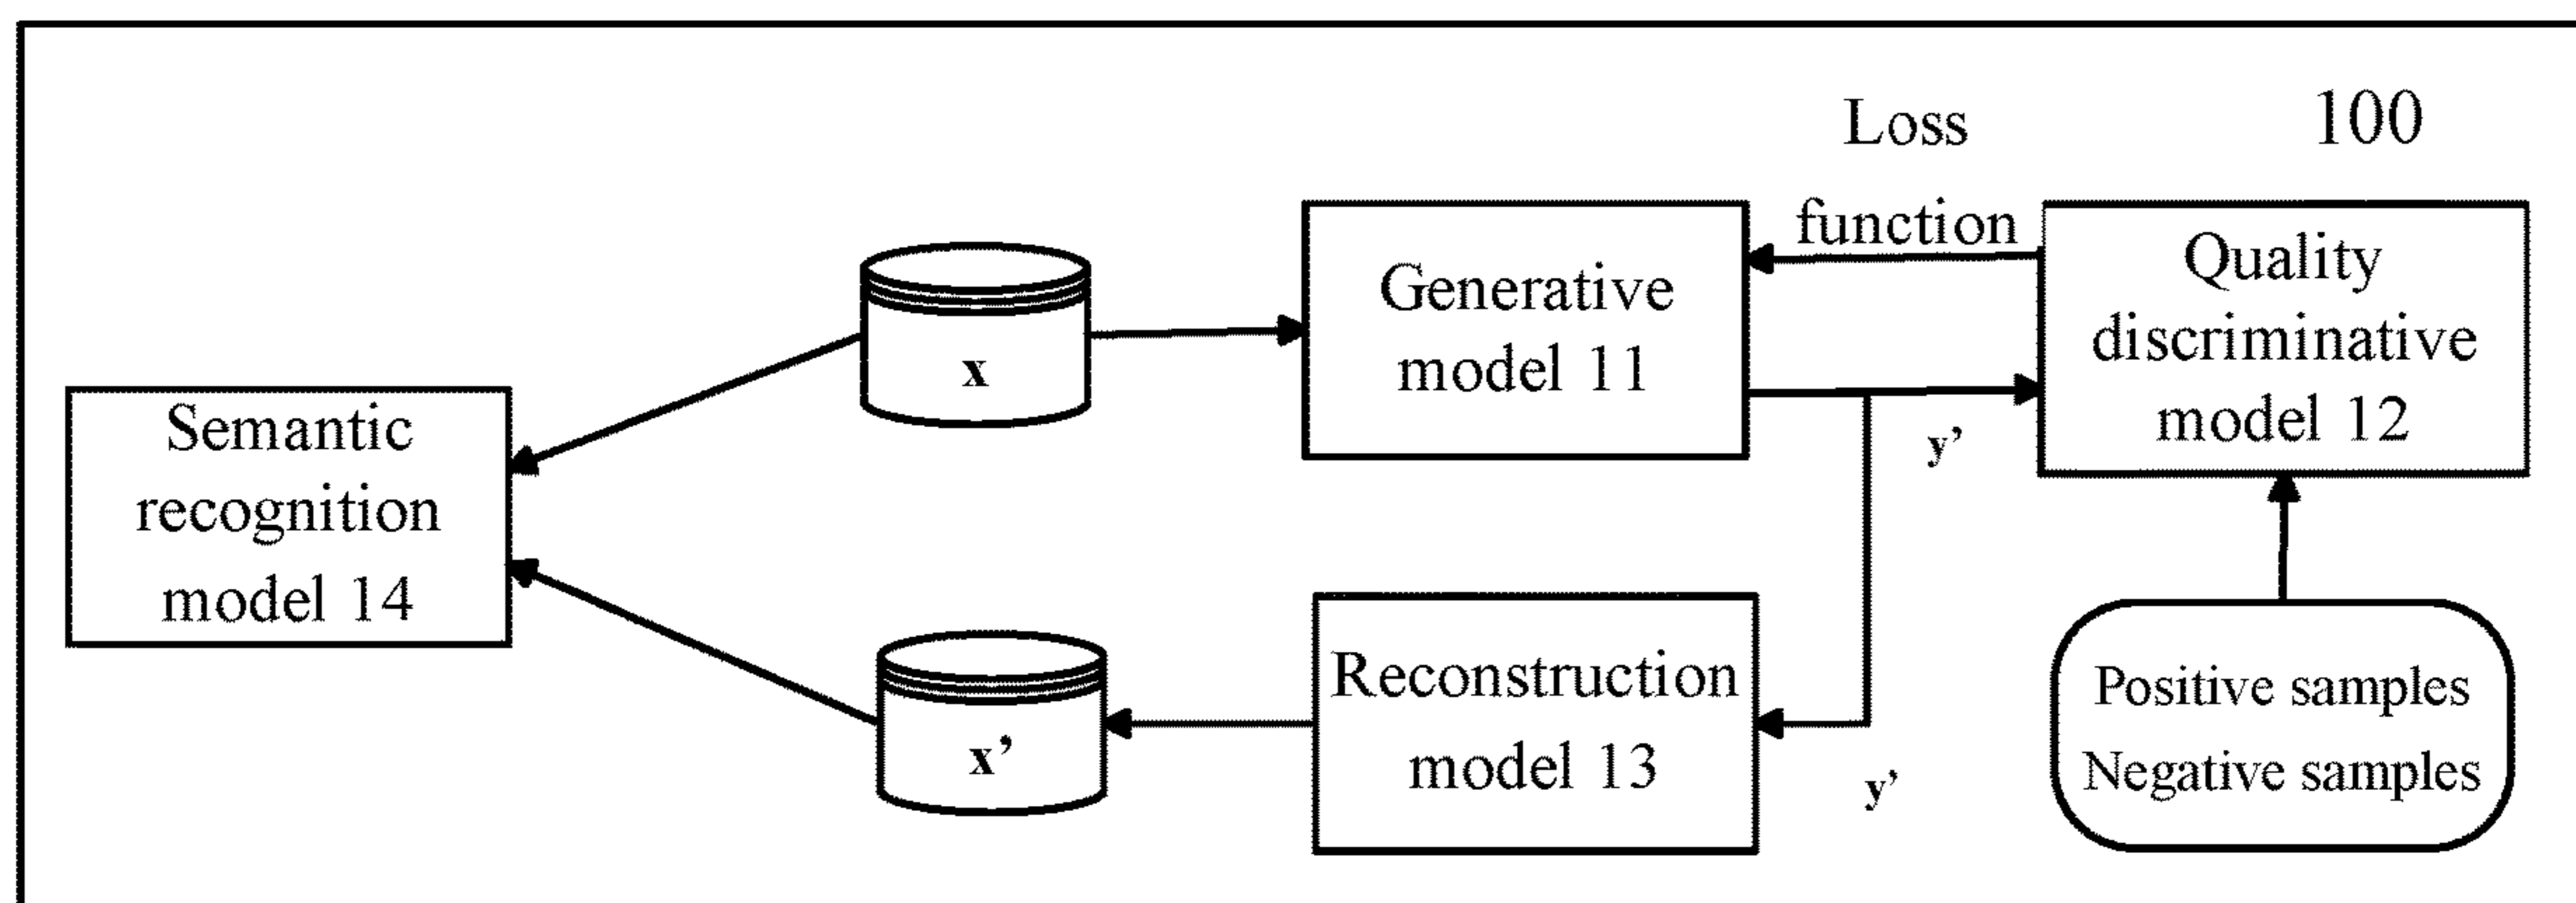 100
Loss
function
Generative
model 11
Quality
discriminative
model 12
x
y’
Semantic
recognition
model 14
Reconstruction
model 13
x’
y’
Positive samples
Negative samples